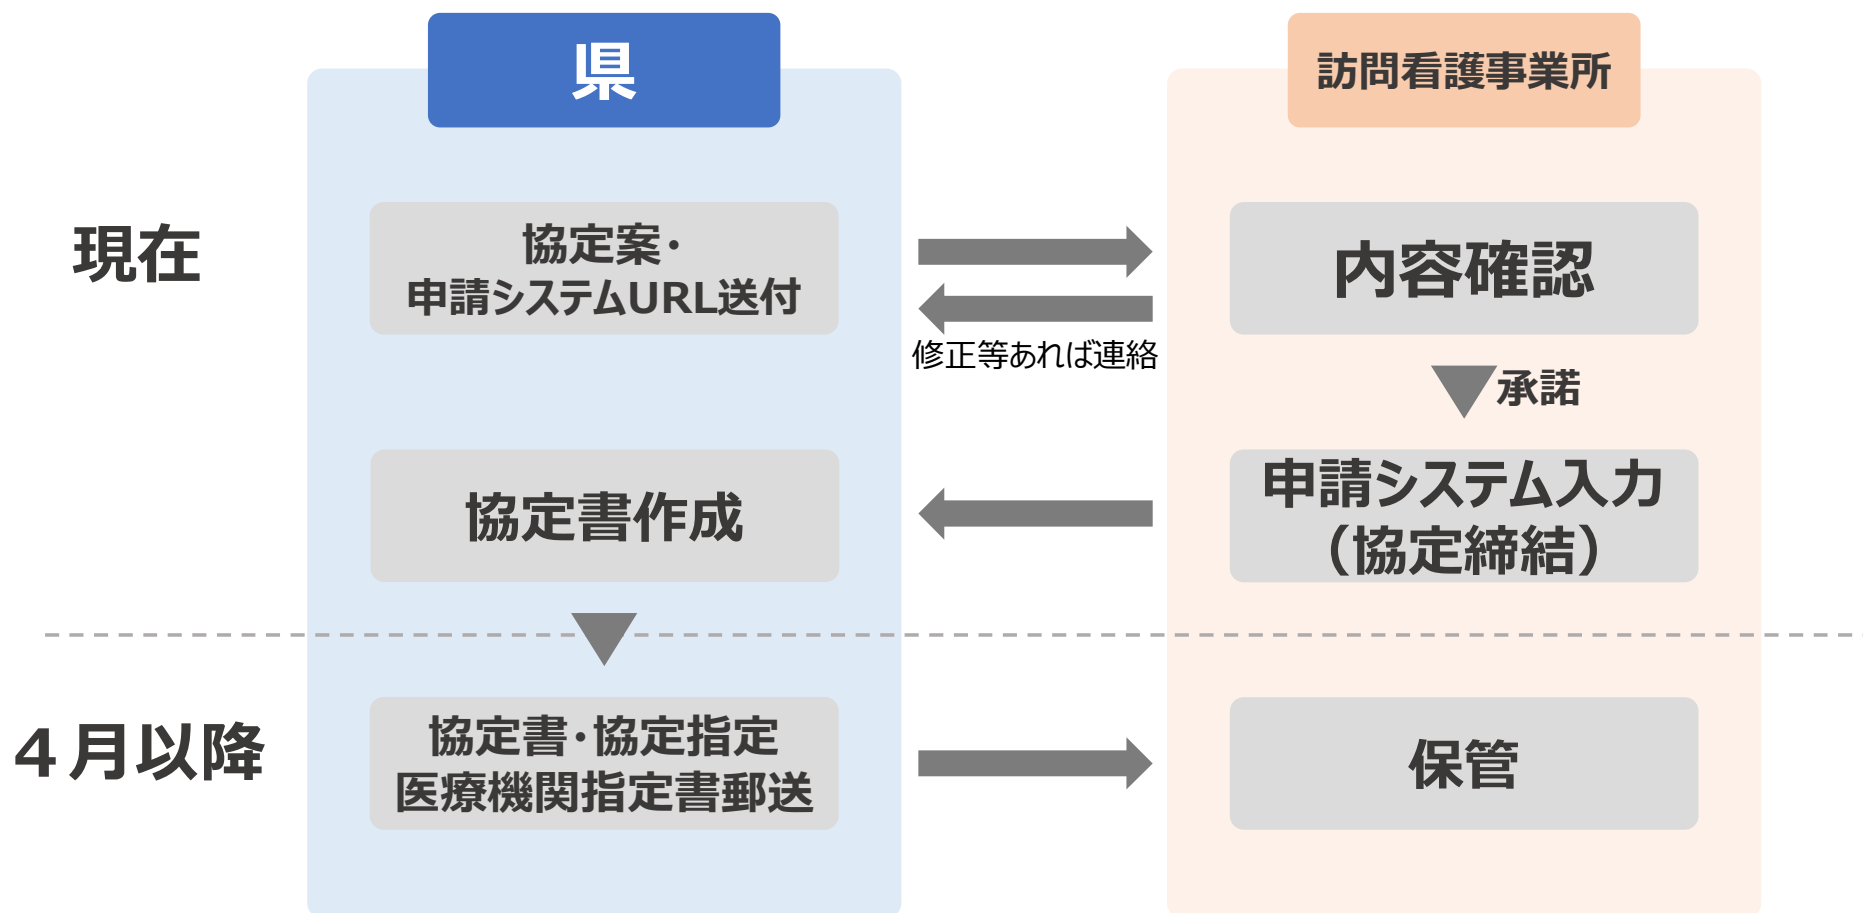 県
訪問看護事業所
現在
協定案・
申請システムURL送付
内容確認
修正等あれば連絡
承諾
協定書作成
申請システム入力
（協定締結）
４月以降
協定書・協定指定
医療機関指定書郵送
保管